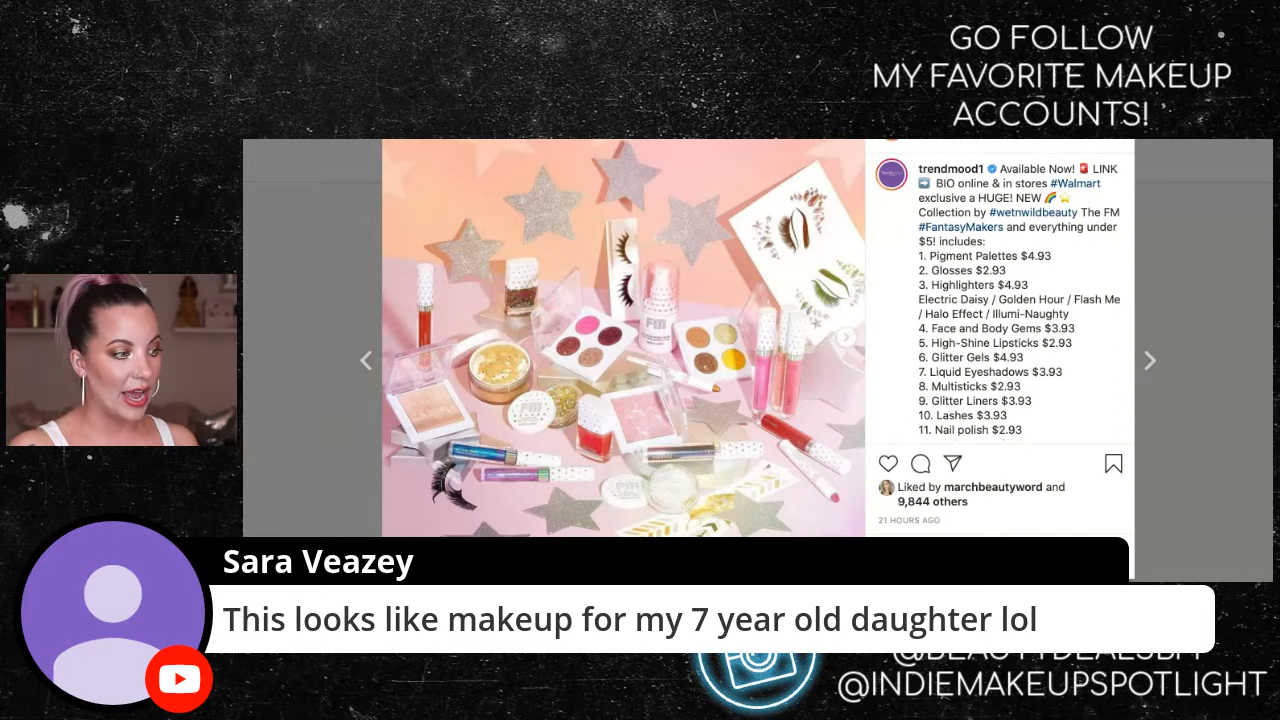 GO FOLLOW
MY FAVORITE MAKEUP
ACCOUNTS!
trendmood1 Available Now! 🚨 LINK
➡️ BIO online & in stores #Walmart
exclusive a HUGE! NEW 🌈⭐
Collection by #wetnwildbeauty The FM
#FantasyMakers and everything under
$5! includes:
1. Pigment Palettes $4.93
2. Glosses $2.93
3. Highlighters $4.93
Electric Daisy / Golden Hour / Flash Me
/ Halo Effect / Illumi-Naughty
4. Face and Body Gems $3.93
5. High-Shine Lipsticks $2.93
6. Glitter Gels $4.93
7. Liquid Eyeshadows $3.93
8. Multisticks $2.93
9. Glitter Liners $3.93
10. Lashes $3.93
11. Nail polish $2.93
Liked by marchbeautyword and
9,844 others
21 HOURS AGO
FM
FM
Sara Veazey
This looks like makeup for my 7 year old daughter lol
@INDIEMAKEUPSPOTLIGHT